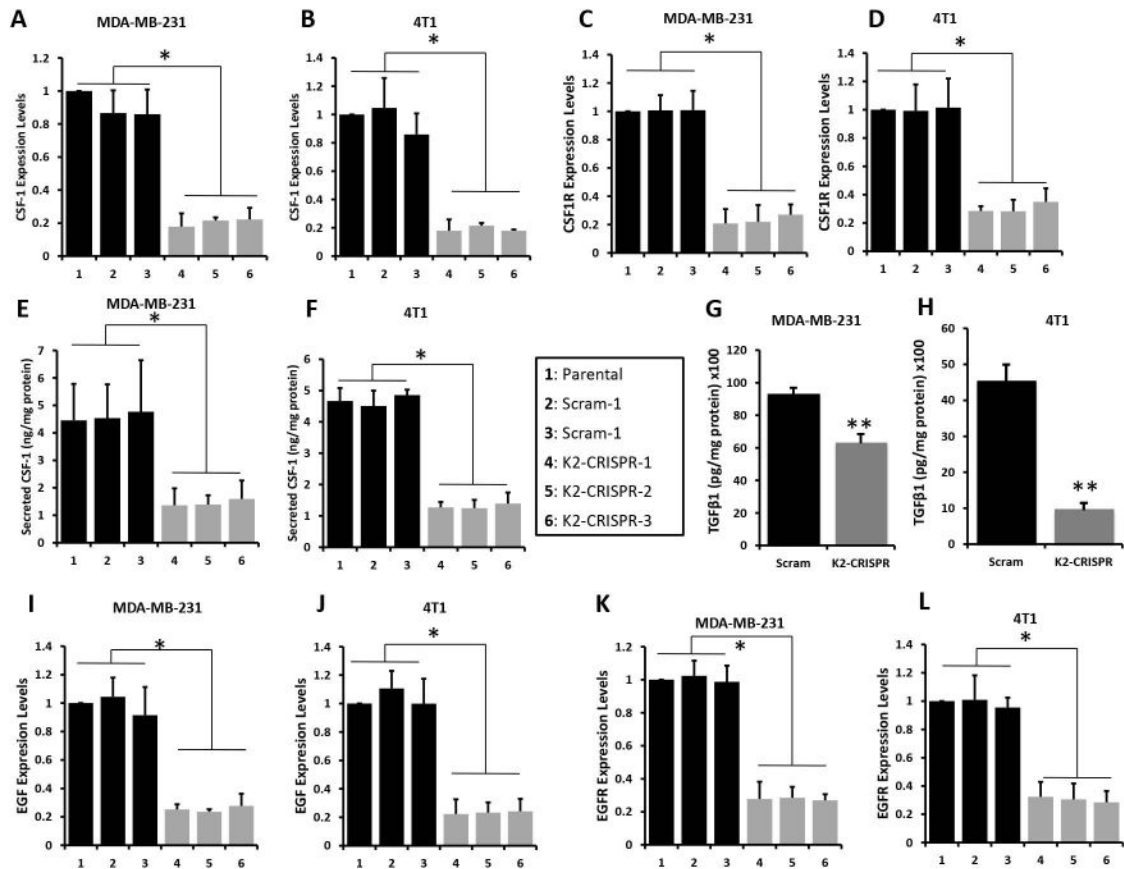 A
MDA-MB-231
CSF-1 Expession Levels
1.2
1
0.8
0.6
0.4
0.2
0
*
1 2 3 4 5 6
B
4T1
CSF-1 Expression Levels
1.4
1.2
1
0.8
0.6
0.4
0.2
0
*
1 2 3 4 5 6
C
MDA-MB-231
CSF1R Expression Levels
1.4
1.2
1
0.8
0.6
0.4
0.2
0
*
1 2 3 4 5 6
D
4T1
CSF1R Expression Levels
1.4
1.2
1
0.8
0.6
0.4
0.2
0
*
1 2 3 4 5 6
E
MDA-MB-231
Secreted CSF-1 (ng/mg protein)
7
6
5
4
3
2
1
0
*
1 2 3 4 5 6
F
4T1
Secreted CSF-1 (ng/mg protein)
6
5
4
3
2
1
0
*
1 2 3 4 5 6
1: Parental
2: Scram-1
3: Scram-1
4: K2-CRISPR-1
5: K2-CRISPR-2
6: K2-CRISPR-3
G
MDA-MB-231
TGFβ1 (pg/mg protein) x100
120
100
80
60
40
20
0
**
Scram K2-CRISPR
H
4T1
TGFβ1 (pg/mg protein) x100
60
50
40
30
20
10
0
**
Scram K2-CRISPR
I
MDA-MB-231
EGF Expression Levels
1.4
1.2
1
0.8
0.6
0.4
0.2
0
*
1 2 3 4 5 6
J
4T1
EGF Expression Levels
1.4
1.2
1
0.8
0.6
0.4
0.2
0
*
1 2 3 4 5 6
K
MDA-MB-231
EGFR Expression Levels
1.2
1
0.8
0.6
0.4
0.2
0
*
1 2 3 4 5 6
L
4T1
EGFR Expression Levels
1.4
1.2
1
0.8
0.6
0.4
0.2
0
*
1 2 3 4 5 6